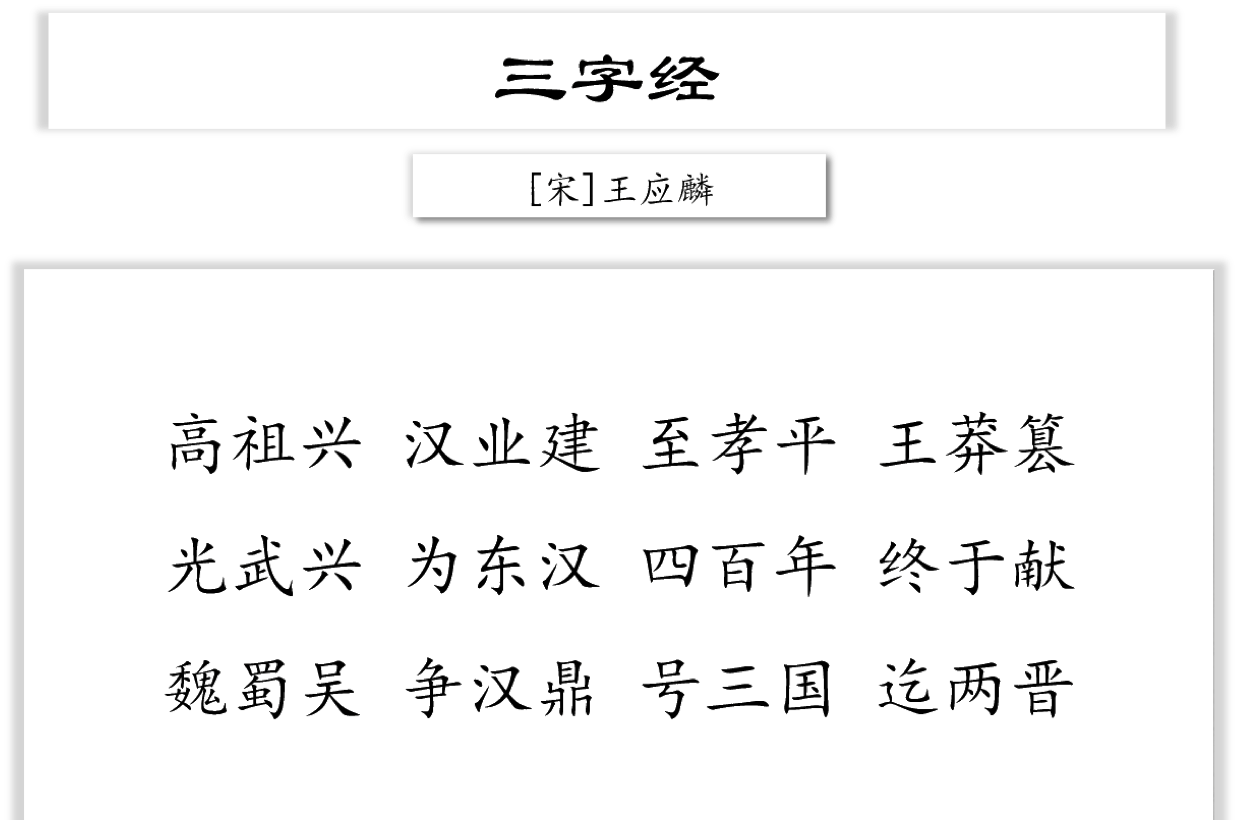 三字经
[宋]王应麟
高祖兴 汉业建 至孝平 王莽篡
光武兴 为东汉 四百年 终于献
魏蜀吴 争汉鼎 号三国 迄两晋